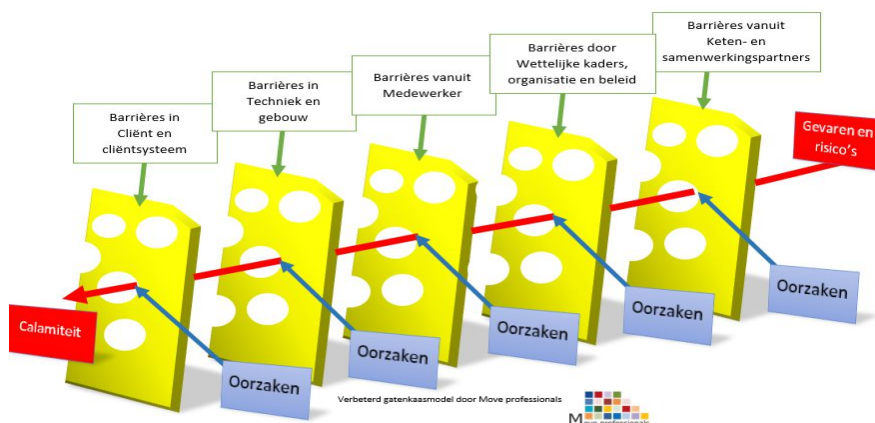 Barrières vanuit
Keten- en
samenwerkingspartners
Barrières door
Wettelijke kaders,
organisatie en beleid
Barrières vanuit
Medewerker
Barrières in
Techniek en
gebouw
Barrières in
Cliënt en
cliëntsysteem
Gevaren en
risico's
Calamiteit
Oorzaken
Oorzaken
Oorzaken
Oorzaken
Oorzaken
Verbeterd gatenkaasmodel door Move professionals
Move professionals